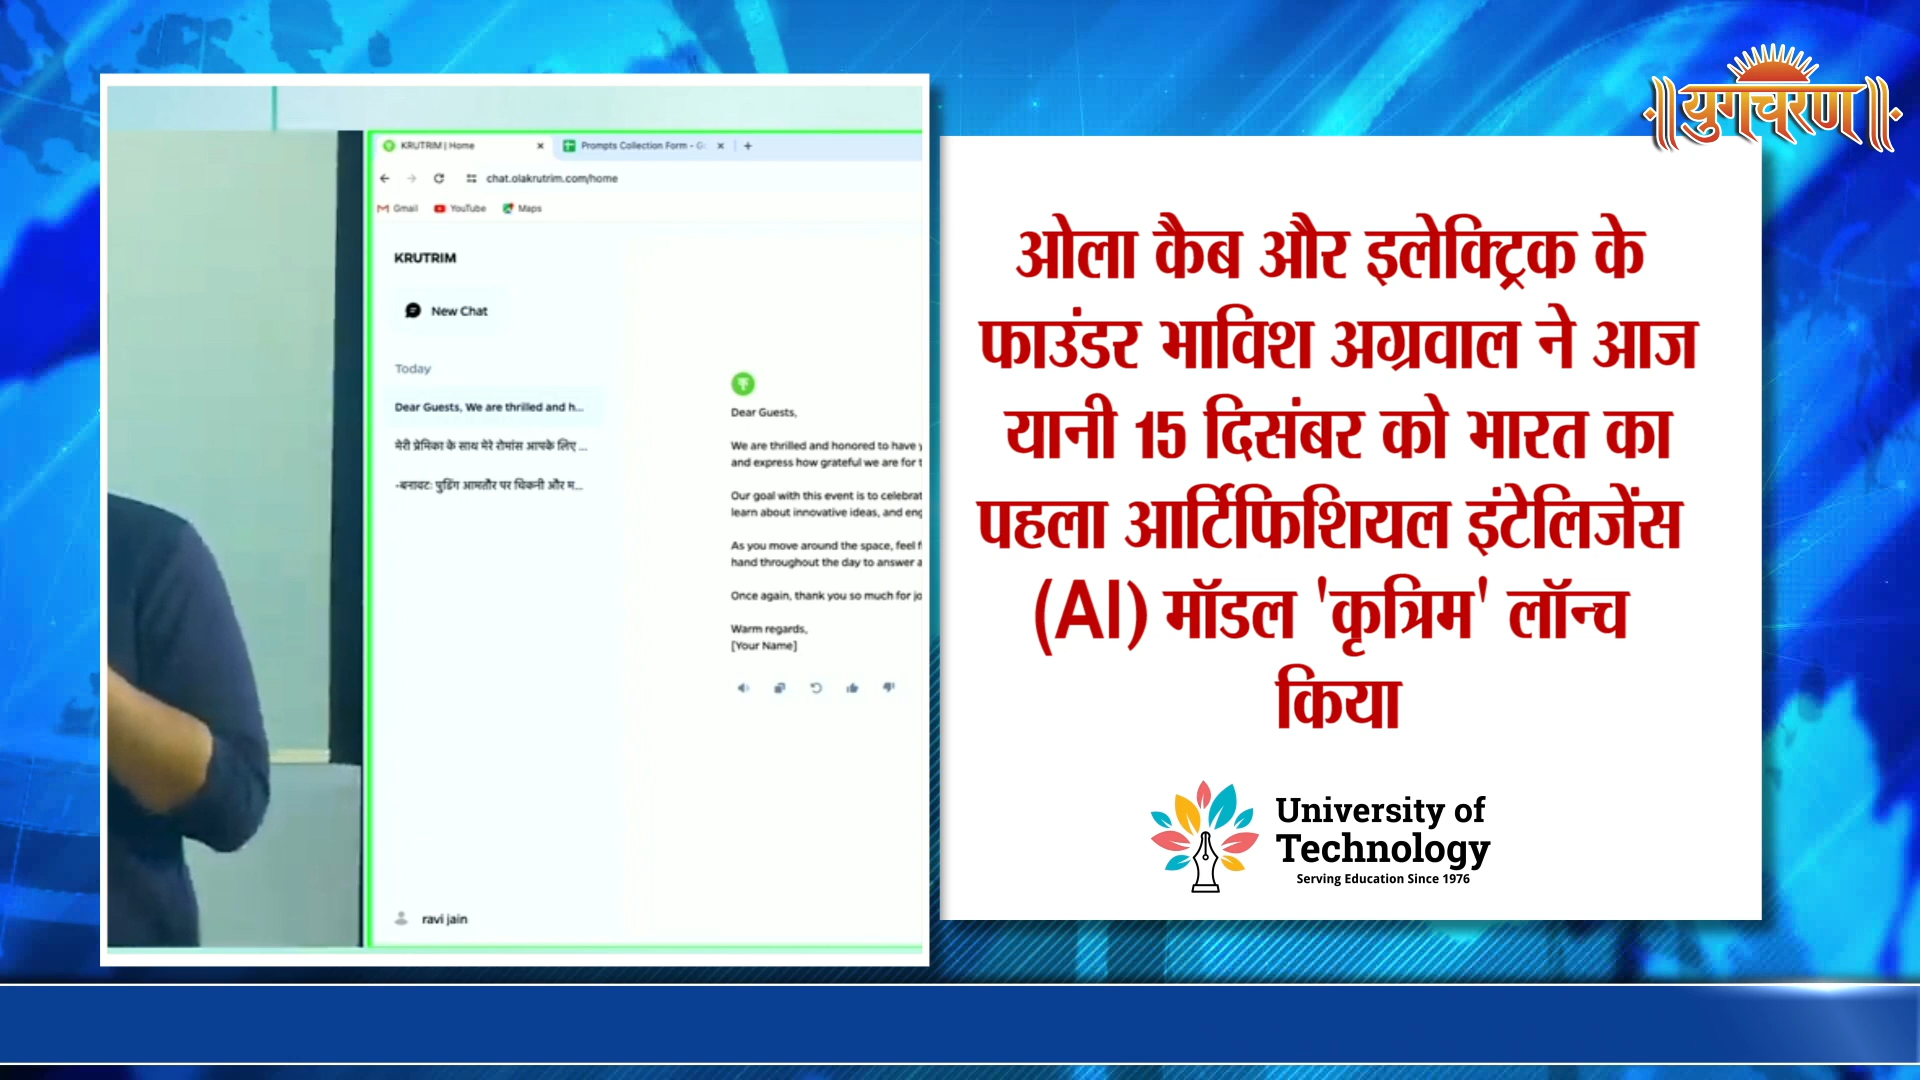 युगचरण
KRUTRIM | Home
Prompts Collection Form - G
chat.olakrutrim.com/home
Gmail YouTube Maps
KRUTRIM
New Chat
Today
Dear Guests, We are thrilled and h...
मेरी प्रेमिका के साथ मेरे रोमांस आपके लिए ...
-बनावट: पुडिंग आमतौर पर चिकनी और म...
ravi jain
Dear Guests,
We are thrilled and honored to have y
and express how grateful we are for t
Our goal with this event is to celebrat
learn about innovative ideas, and eng
As you move around the space, feel f
hand throughout the day to answer a
Once again, thank you so much for jo
Warm regards,
[Your Name]
ओला कैब और इलेक्ट्रिक के
फाउंडर भाविश अग्रवाल ने आज
यानी 15 दिसंबर को भारत का
पहला आर्टिफिशियल इंटेलिजेंस
(AI) मॉडल 'कृत्रिम' लॉन्च
किया
University of
Technology
Serving Education Since 1976